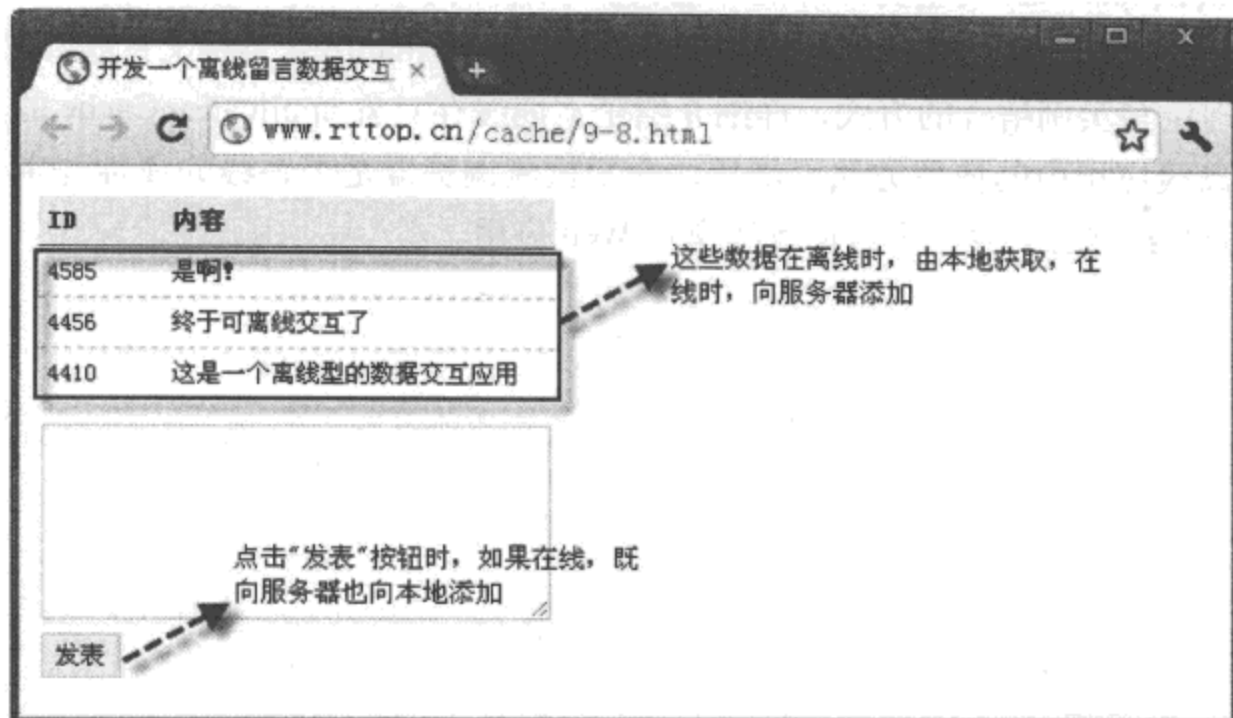 开发一个离线留言数据交互
www.rttop.cn/cache/9-8.html
ID 内容
4585 是啊!
4456 终于可离线交互了
4410 这是一个离线型的数据交互应用
这些数据在离线时，由本地获取，在
线时，向服务器添加
点击"发表"按钮时，如果在线，既
向服务器也向本地添加
发表